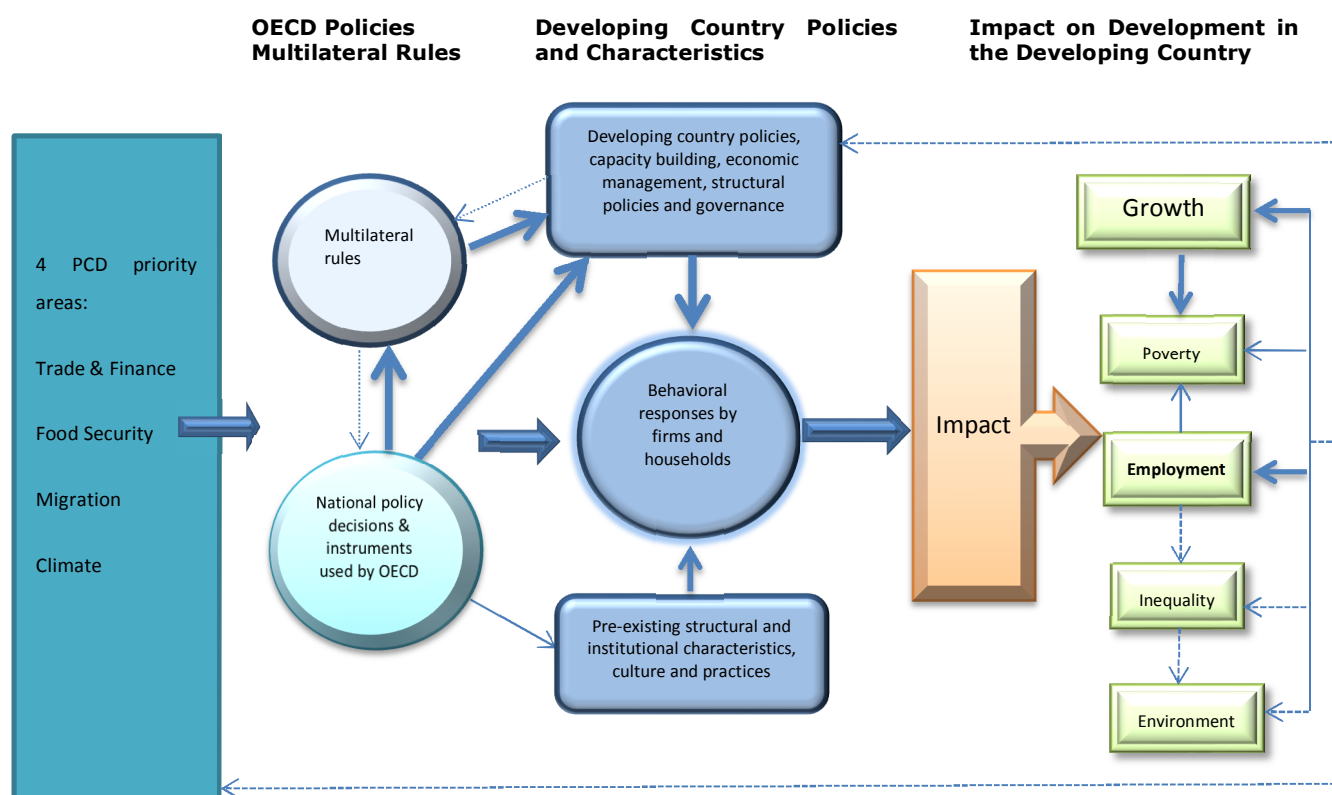 OECD Policies
Multilateral Rules
Developing Country Policies
and Characteristics
Impact on Development in
the Developing Country
4 PCD priority
areas:
Trade & Finance
Food Security
Migration
Climate
Multilateral
rules
National policy
decisions &
instruments
used by OECD
Developing country policies,
capacity building, economic
management, structural
policies and governance
Behavioral
responses by
firms and
households
Pre-existing structural and
institutional characteristics,
culture and practices
Impact
Growth
Poverty
Employment
Inequality
Environment